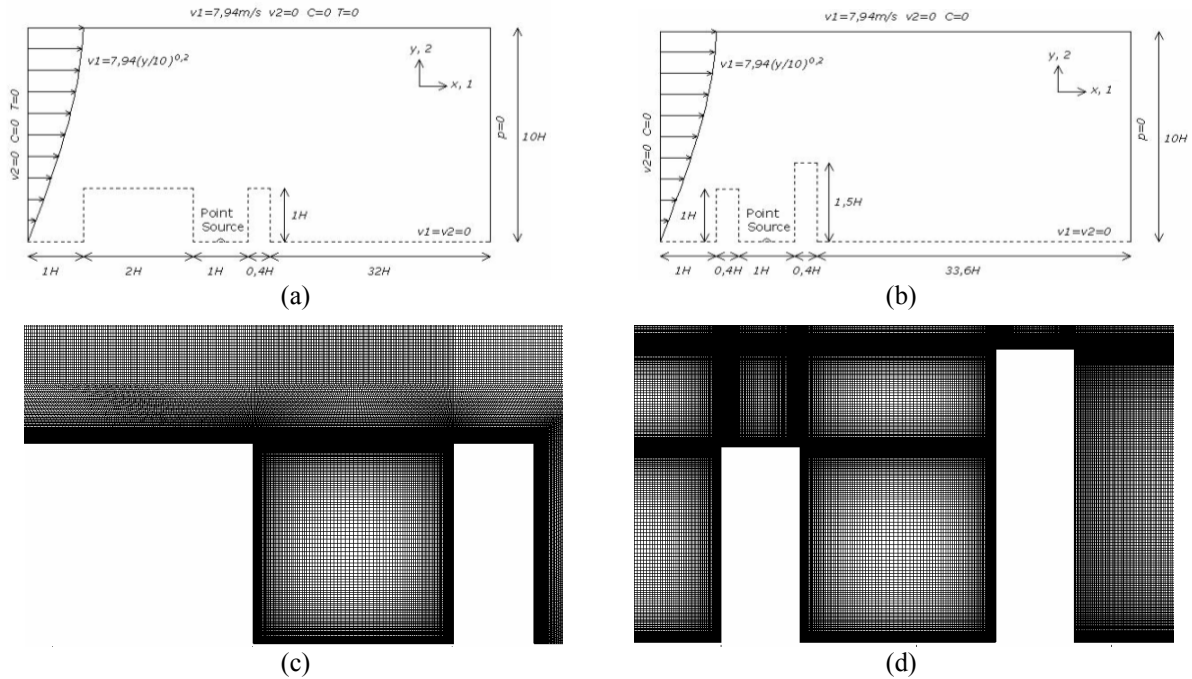 v1=7,94m/s v2=0 C=0 T=0
v1=7,94(y/10)^0,2
y, 2
x, 1
v2=0 C=0 T=0
p=0
10H
Point
Source
1H
v1=v2=0
1H
2H
1H
0,4H
32H
(a)
v1=7,94m/s v2=0 C=0
v1=7,94(y/10)^0,2
y, 2
x, 1
v2=0 C=0
p=0
10H
1H
Point
Source
1,5H
v1=v2=0
1H
0,4H
1H
0,4H
33,6H
(b)
(c)
(d)